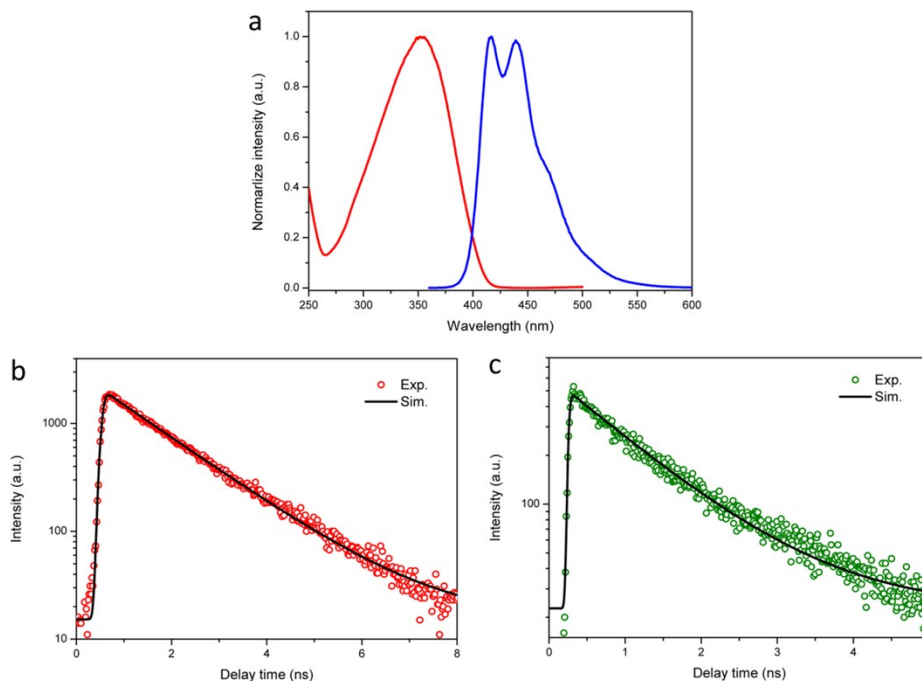 a
Normarlize intensity (a.u.)
1.0
0.8
0.6
0.4
0.2
0.0
250 300 350 400 450 500 550 600
Wavelength (nm)
b
Intensity (a.u.)
1000
100
10
Exp.
Sim.
0 2 4 6 8
Delay time (ns)
c
Intensity (a.u.)
100
Exp.
Sim.
0 1 2 3 4
Delay time (ns)